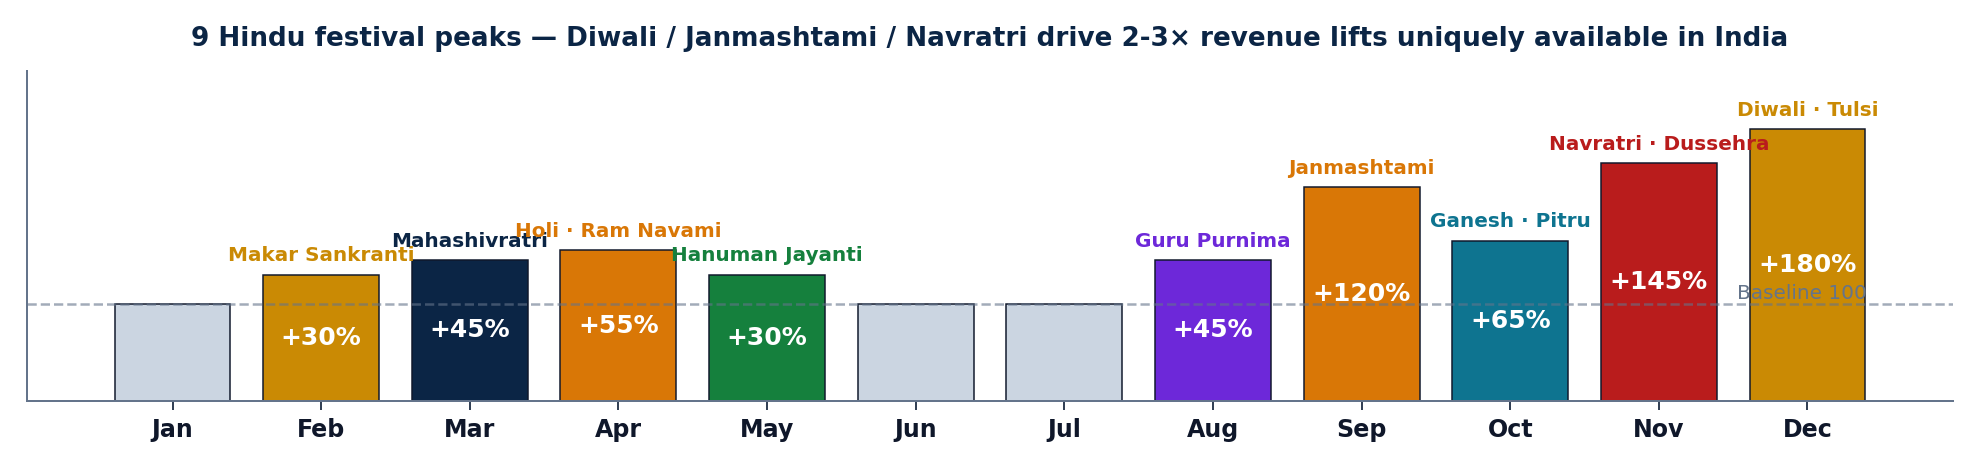 9 Hindu festival peaks — Diwali / Janmashtami / Navratri drive 2-3× revenue lifts uniquely available in India
Diwali · Tulsi
Navratri · Dussehra
Janmashtami
Ganesh · Pitru
Holi · Ram Navami
Mahashivratri
Guru Purnima
Makar Sankranti
Hanuman Jayanti
+180%
+145%
+120%
Baseline 100
+65%
+55%
+45%
+45%
+30%
+30%
Jan Feb Mar Apr May Jun Jul Aug Sep Oct Nov Dec